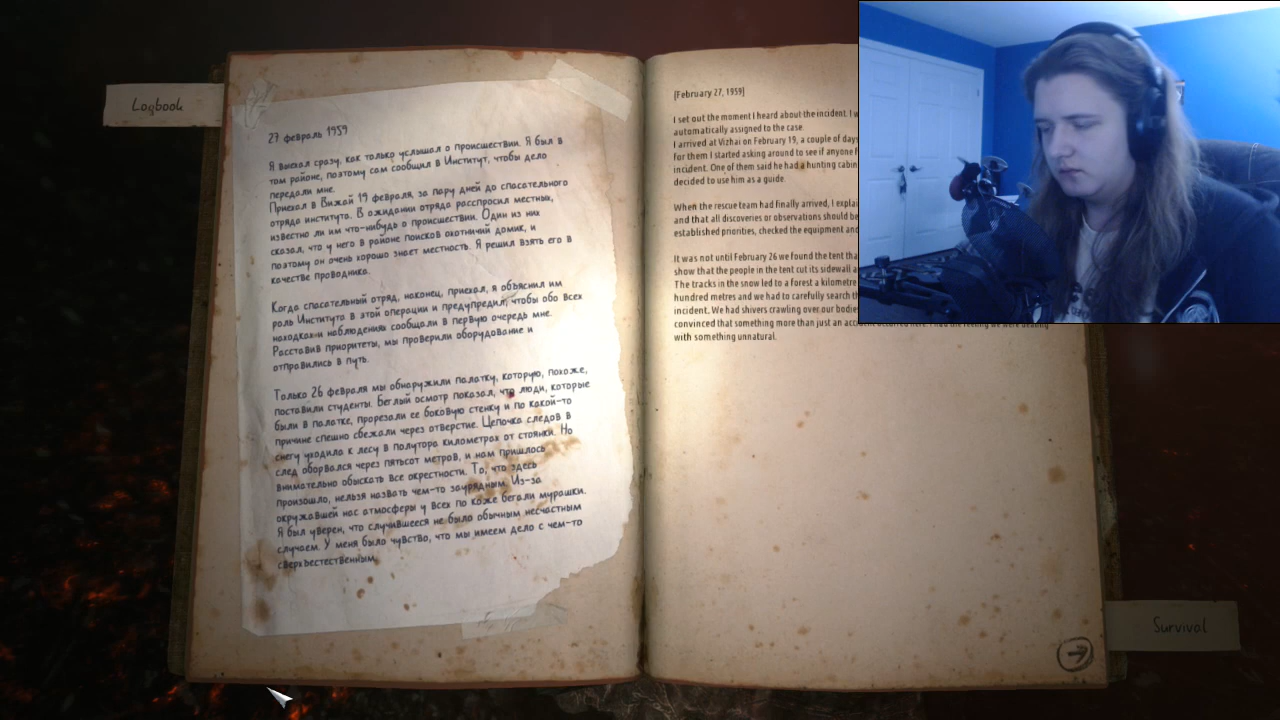 Logbook
27 февраль 1959
Я выехал сразу, как только услышал о происшествии. Я был в
том районе, поэтому сам сообщил в Институт, чтобы дело
передали мне.
Приехал в Вижай 19 февраля, за пару дней до спасательного
отряда института. В ожидании отряда расспросил местных,
известно ли им что-нибудь о происшествии. Один из них
сказал, что у него в районе поисков охотничий домик, и
поэтому он очень хорошо знает местность. Я решил взять его в
качестве проводника.
Когда спасательный отряд, наконец, приехал, я объяснил им
роль Института в этой операции и предупредил, чтобы обо всех
находках и наблюдениях сообщали в первую очередь мне.
Расставив приоритеты, мы проверили оборудование и
отправились в путь.
Только 26 февраля мы обнаружили палатку, которую, похоже,
поставили студенты. Беглый осмотр показал, что люди, которые
были в палатке, прорезали ее боковую стенку и по какой-то
причине спешно сбежали через отверстие. Цепочка следов в
снегу уходила к лесу в полутора километрах от стоянки. Но
след оборвался через пятьсот метров, и нам пришлось
внимательно обыскать все окрестности. То, что здесь
произошло, нельзя назвать чем-то заурядным. Из-за
окружавшей нас атмосферы у всех по коже бегали мурашки.
Я был уверен, что случившееся не было обычным несчастным
случаем. У меня было чувство, что мы имеем дело с чем-то
сверхъестественным.
[February 27, 1959]
I set out the moment I heard about the incident. I
automatically assigned to the case.
I arrived at Vizhai on February 19, a couple of days
for them I started asking around to see if anyone
incident. One of them said he had a hunting cabin
decided to use him as a guide.
When the rescue team had finally arrived, I
and that all discoveries or observations should be
established priorities, checked the equipment and
It was not until February 26 we found the tent
show that the people in the tent cut its sidewall
The tracks in the snow led to a forest a kilometre
hundred metres and we had to carefully search
incident. We had shivers crawling over our bodies
convinced that something more than just an
with something unnatural.
Survival